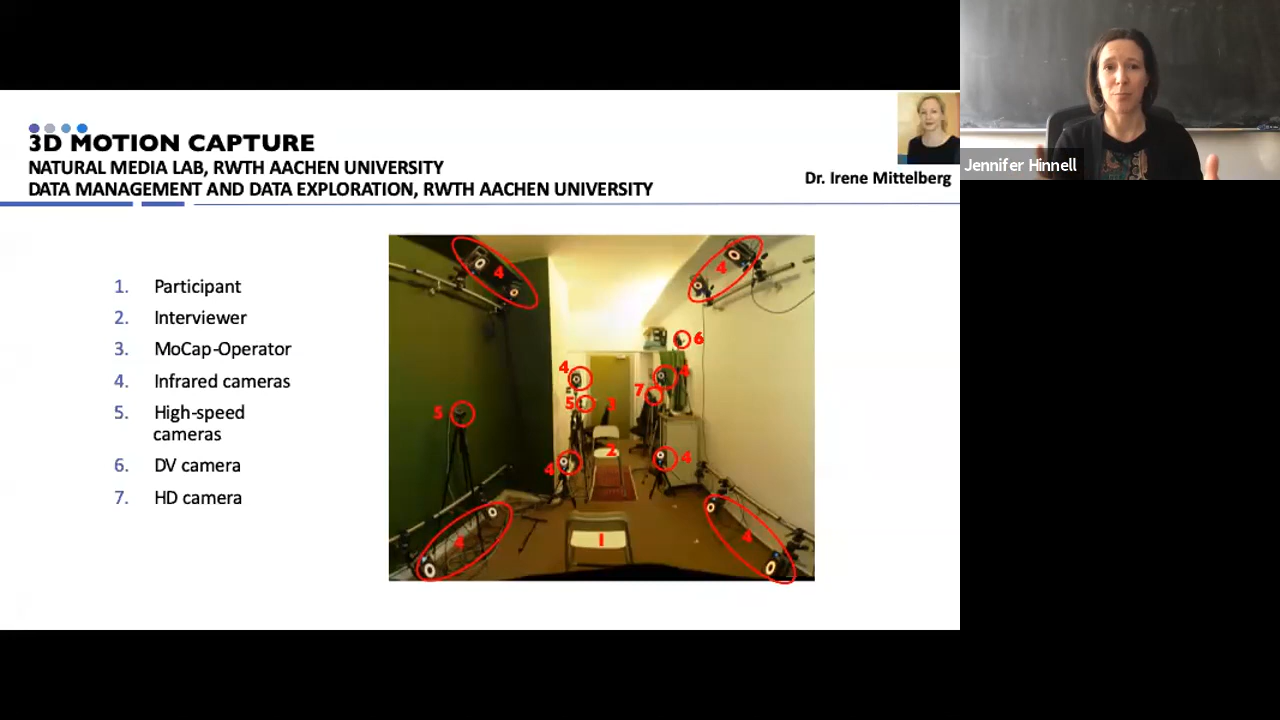 3D MOTION CAPTURE
NATURAL MEDIA LAB, RWTH AACHEN UNIVERSITY
DATA MANAGEMENT AND DATA EXPLORATION, RWTH AACHEN UNIVERSITY
Dr. Irene Mittelberg
Jennifer Hinnell
1. Participant
2. Interviewer
3. MoCap-Operator
4. Infrared cameras
5. High-speed
cameras
6. DV camera
7. HD camera
4
4
6
4
4
7
5
3
5
2
4
4
4
1
4